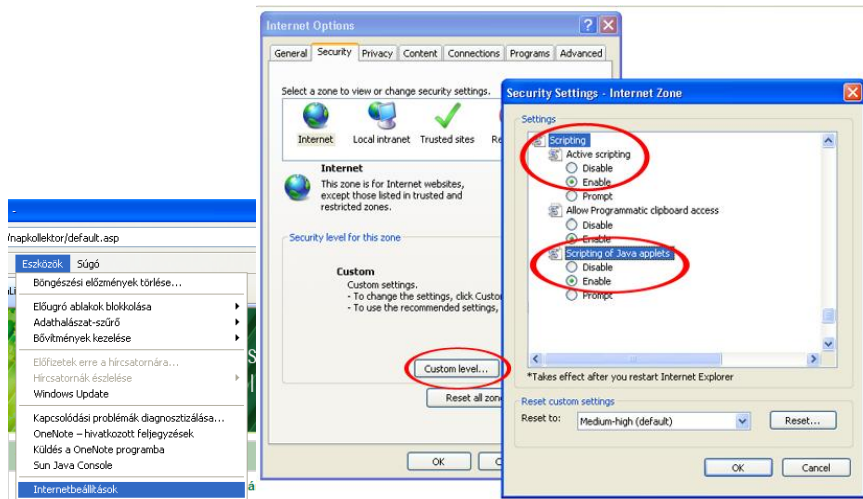 -
/napkollektor/default.asp
Eszközök Súgó
Böngészési előzmények törlése...
Előugró ablakok blokkolása
Adathalászat-szűrő
Bővítmények kezelése
Előfizetek erre a hírcsatornára...
Hírcsatornák észlelése
Windows Update
Kapcsolódási problémák diagnosztizálása...
OneNote – hivatkozott feljegyzések
Küldés a OneNote programba
Sun Java Console
Internetbeállítások
Internet Options
General Security Privacy Content Connections Programs Advanced
Select a zone to view or change security settings.
Internet Local intranet Trusted sites Re
Internet
This zone is for Internet websites,
except those listed in trusted and
restricted zones.
Security level for this zone
Custom
Custom settings.
- To change the settings, click Custo
- To use the recommended settings,
Custom level...
Reset all zone
OK C
Security Settings - Internet Zone
Settings
Scripting
Active scripting
Disable
Enable
Prompt
Allow Programmatic clipboard access
Disable
Enable
Scripting of Java applets
Disable
Enable
Prompt
*Takes effect after you restart Internet Explorer
Reset custom settings
Reset to: Medium-high (default) Reset...
OK Cancel